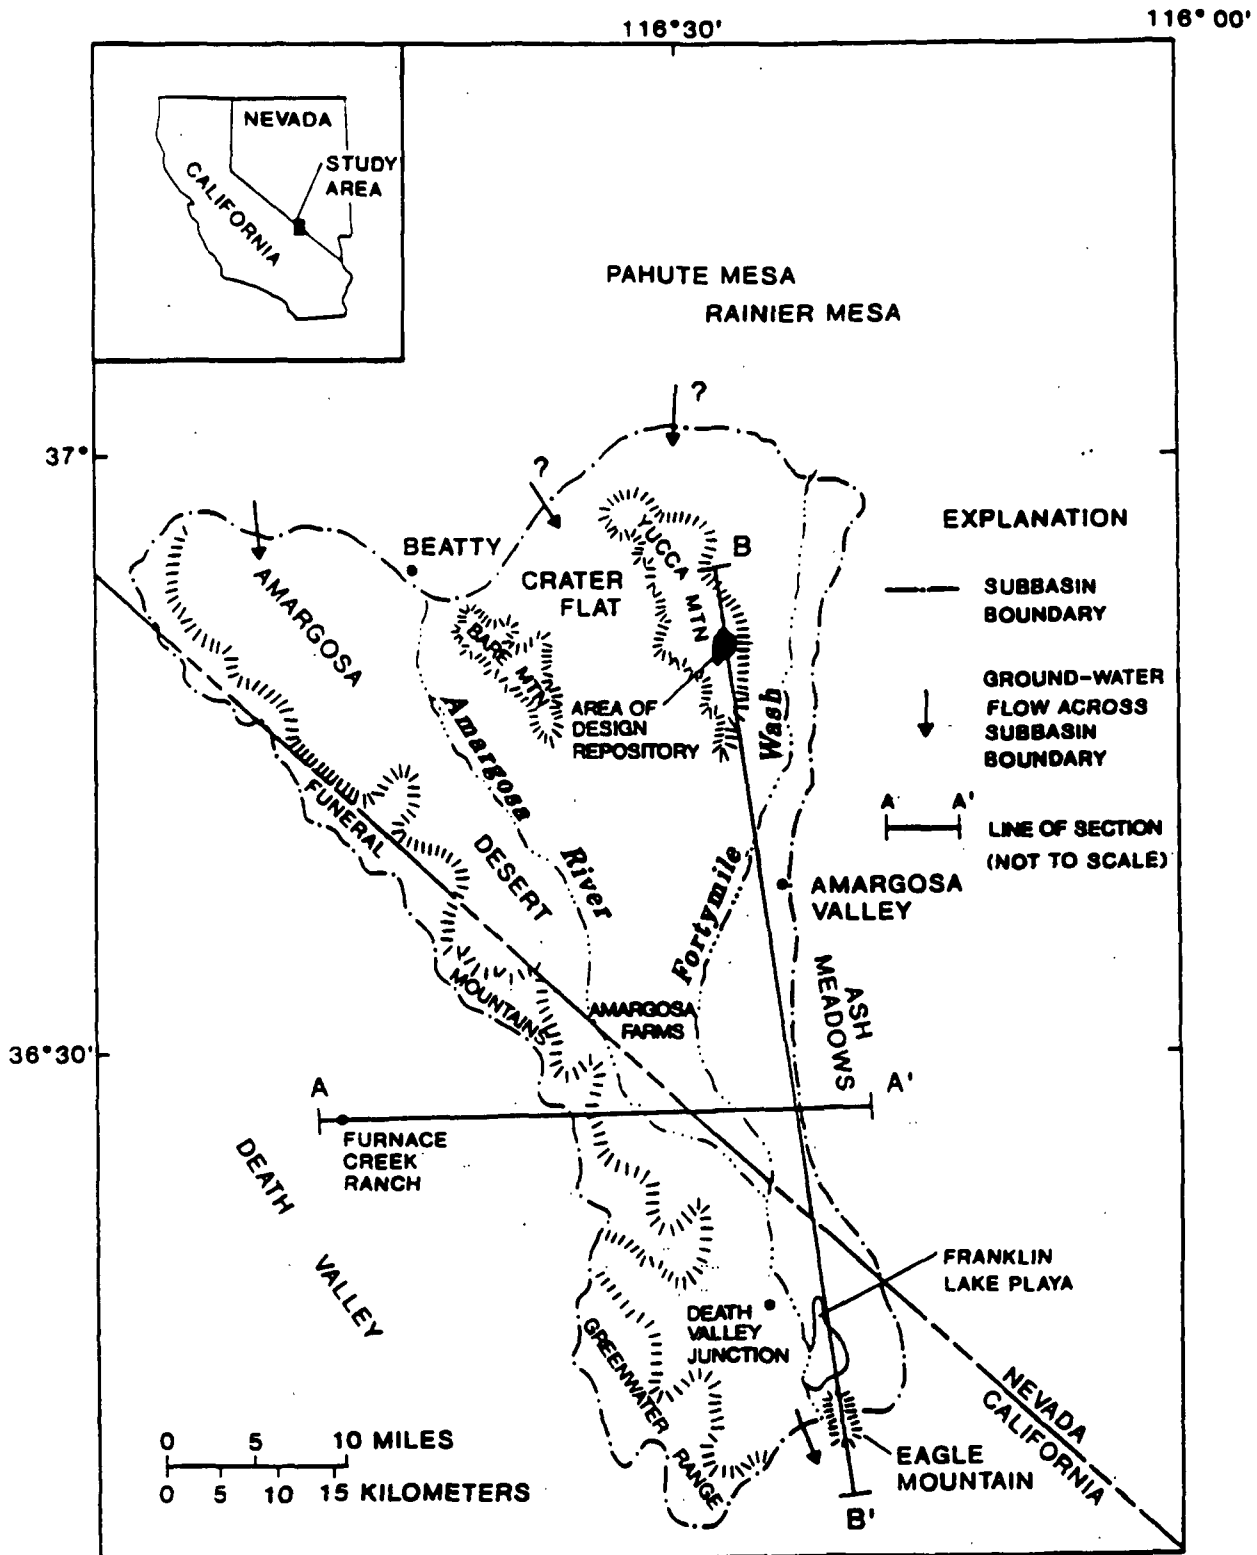 116° 30'
116° 00'
NEVADA
STUDY
AREA
CALIFORNIA
PAHUTE MESA
RAINIER MESA
?
37°
?
EXPLANATION
SUBBASIN
BOUNDARY
GROUND-WATER
FLOW ACROSS
SUBBASIN
BOUNDARY
A A'
LINE OF SECTION
(NOT TO SCALE)
BEATTY
AMARGOSA
DESERT
CRATER
FLAT
YUCCA
MTN
B
BARE MTN
AREA OF
DESIGN
REPOSITORY
Amargosa
River
Fortymile
Wash
FUNERAL
MOUNTAINS
AMARGOSA
VALLEY
ASH
MEADOWS
AMARGOSA
FARMS
36° 30'
A
A'
FURNACE
CREEK
RANCH
DEATH
VALLEY
FRANKLIN
LAKE PLAYA
DEATH
VALLEY
JUNCTION
GREENWATER
RANGE
NEVADA
CALIFORNIA
EAGLE
MOUNTAIN
B'
0 5 10 MILES
0 5 10 15 KILOMETERS